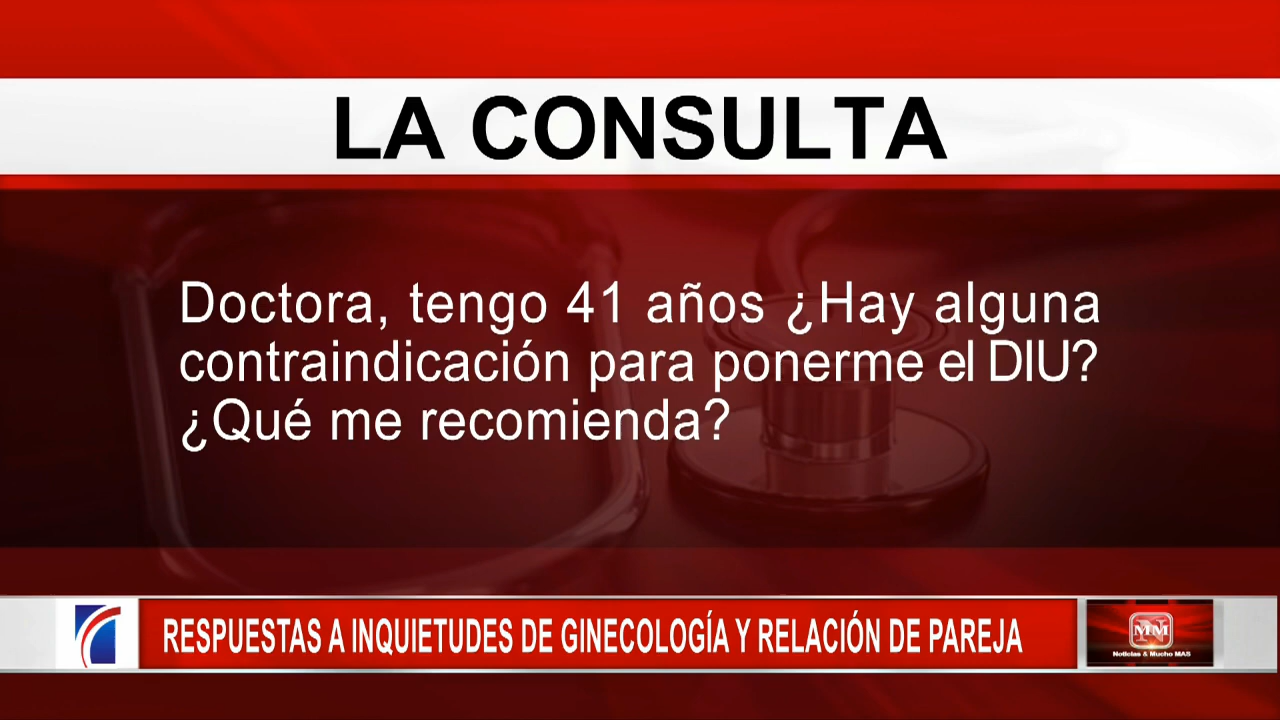 LA CONSULTA
Doctora, tengo 41 años ¿Hay alguna
contraindicación para ponerme el DIU?
¿Qué me recomienda?
RESPUESTAS A INQUIETUDES DE GINECOLOGÍA Y RELACIÓN DE PAREJA
N
MM
Noticias & Mucho MAS